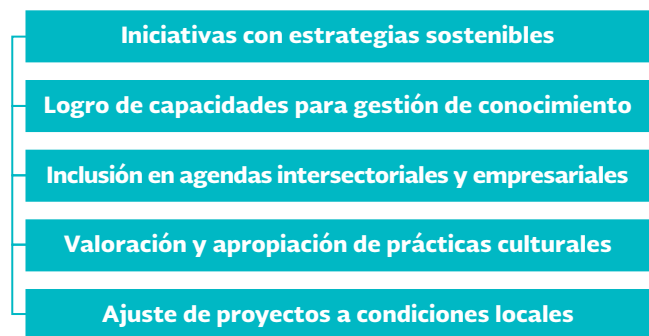 Iniciativas con estrategias sostenibles
Logro de capacidades para gestión de conocimiento
Inclusión en agendas intersectoriales y empresariales
Valoración y apropiación de prácticas culturales
Ajuste de proyectos a condiciones locales